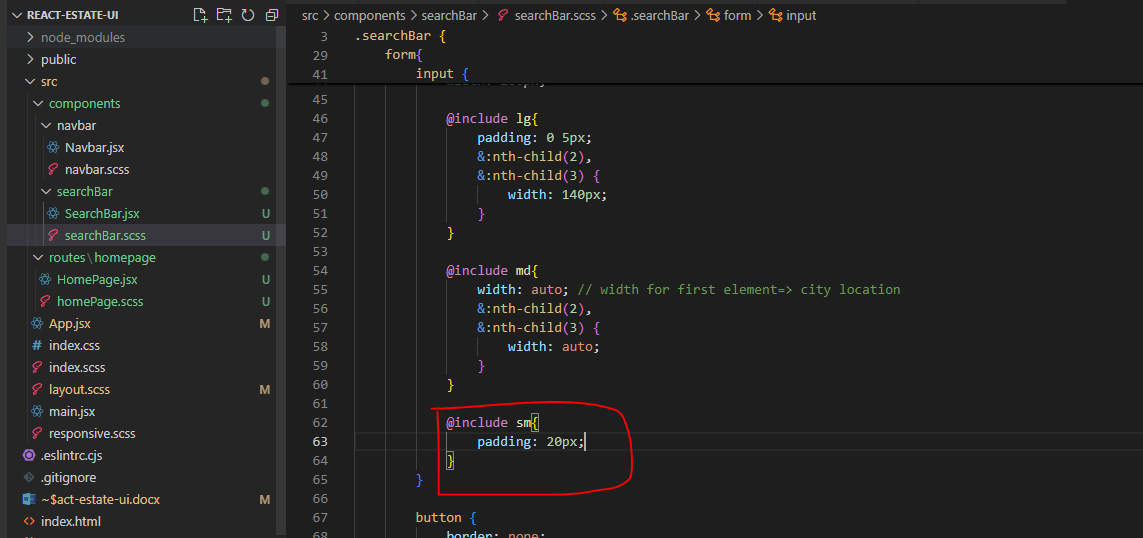 REACT-ESTATE-UI
node_modules
public
src
components
navbar
Navbar.jsx
navbar.scss
searchBar
SearchBar.jsx U
searchBar.scss U
routes\homepage
HomePage.jsx U
homePage.scss U
App.jsx M
index.css
index.scss
layout.scss M
main.jsx
responsive.scss
.eslintrc.cjs
.gitignore
~$act-estate-ui.docx M
index.html
src > components > searchBar > searchBar.scss > .searchBar > form > input
3 .searchBar {
29 form{
41 input {
45
46 @include lg{
47 padding: 0 5px;
48 &:nth-child(2),
49 &:nth-child(3) {
50 width: 140px;
51 }
52 }
53
54 @include md{
55 width: auto; // width for first element=> city location
56 &:nth-child(2),
57 &:nth-child(3) {
58 width: auto;
59 }
60 }
61
62 @include sm{
63 padding: 20px;
64 }
65 }
66
67 button {
68 border: none;